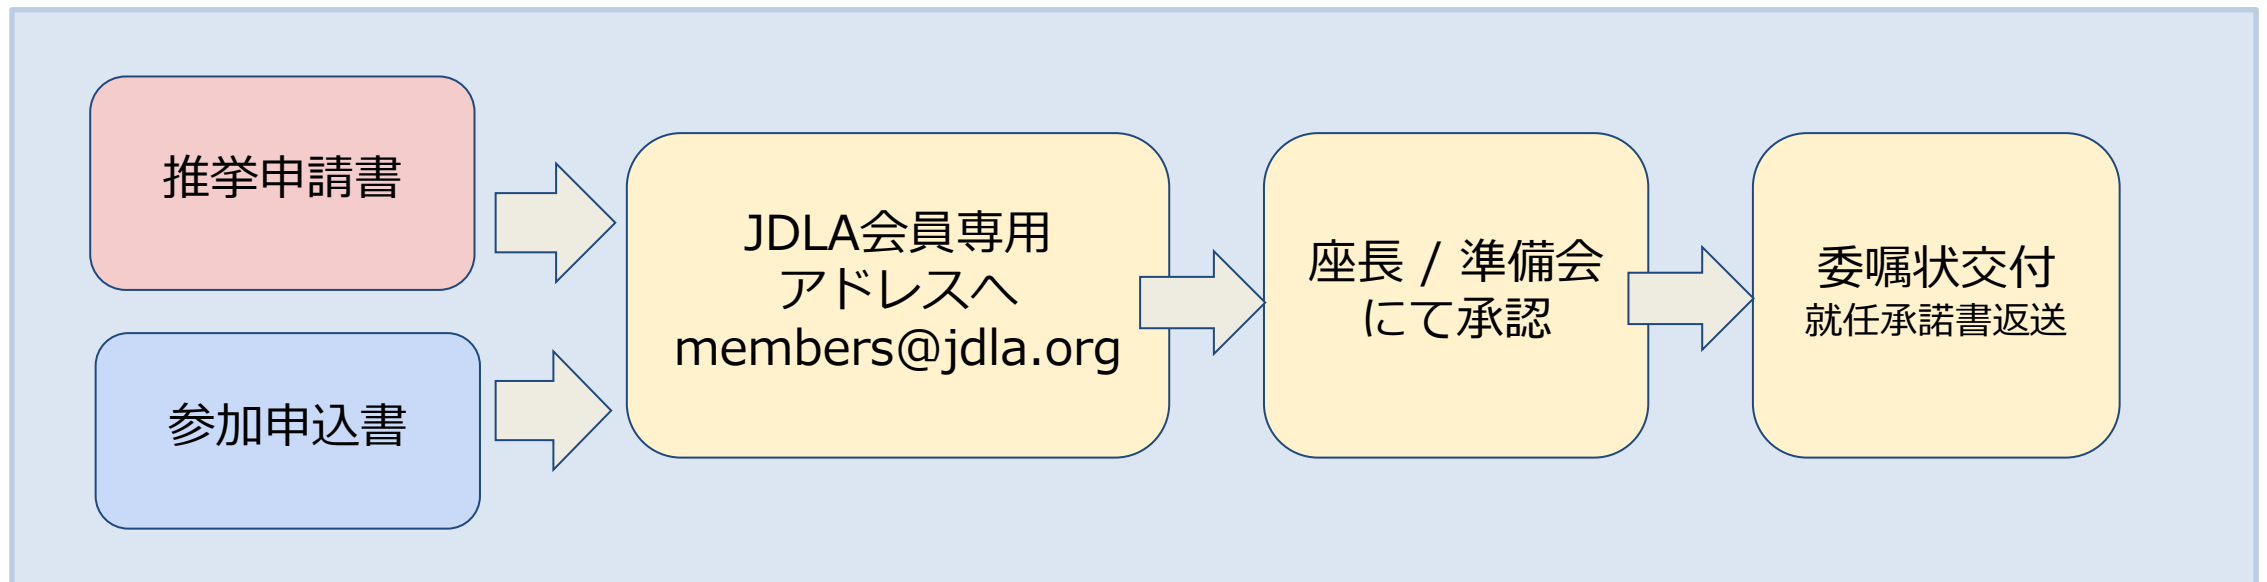 推挙申請書
参加申込書
JDLA会員専用
アドレスへ
members@jdla.org
座長 / 準備会
にて承認
委嘱状交付
就任承諾書返送